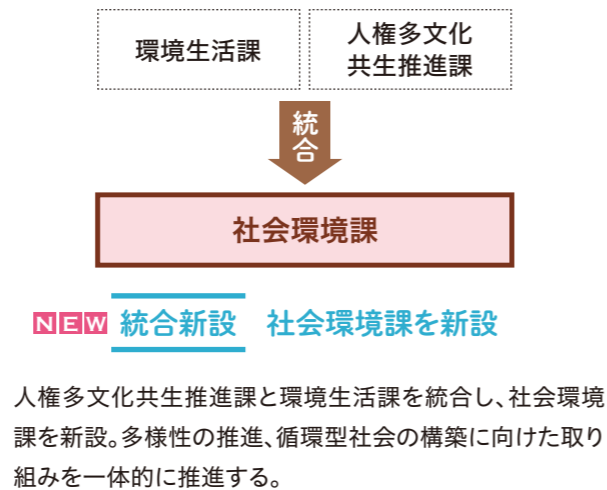 環境生活課
人権多文化
共生推進課
統合
社会環境課
NEW 統合新設 社会環境課を新設
人権多文化共生推進課と環境生活課を統合し、社会環境
課を新設。多様性の推進、循環型社会の構築に向けた取り
組みを一体的に推進する。